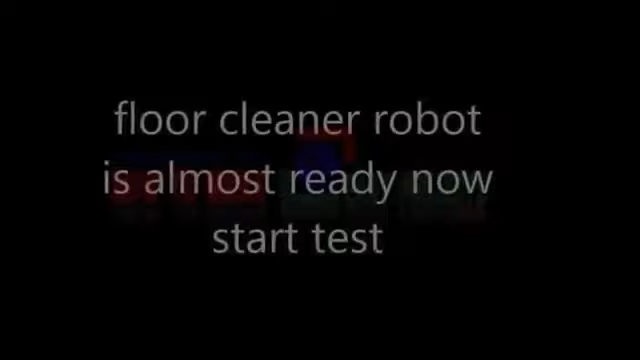 floor cleaner robot
is almost ready now
start test